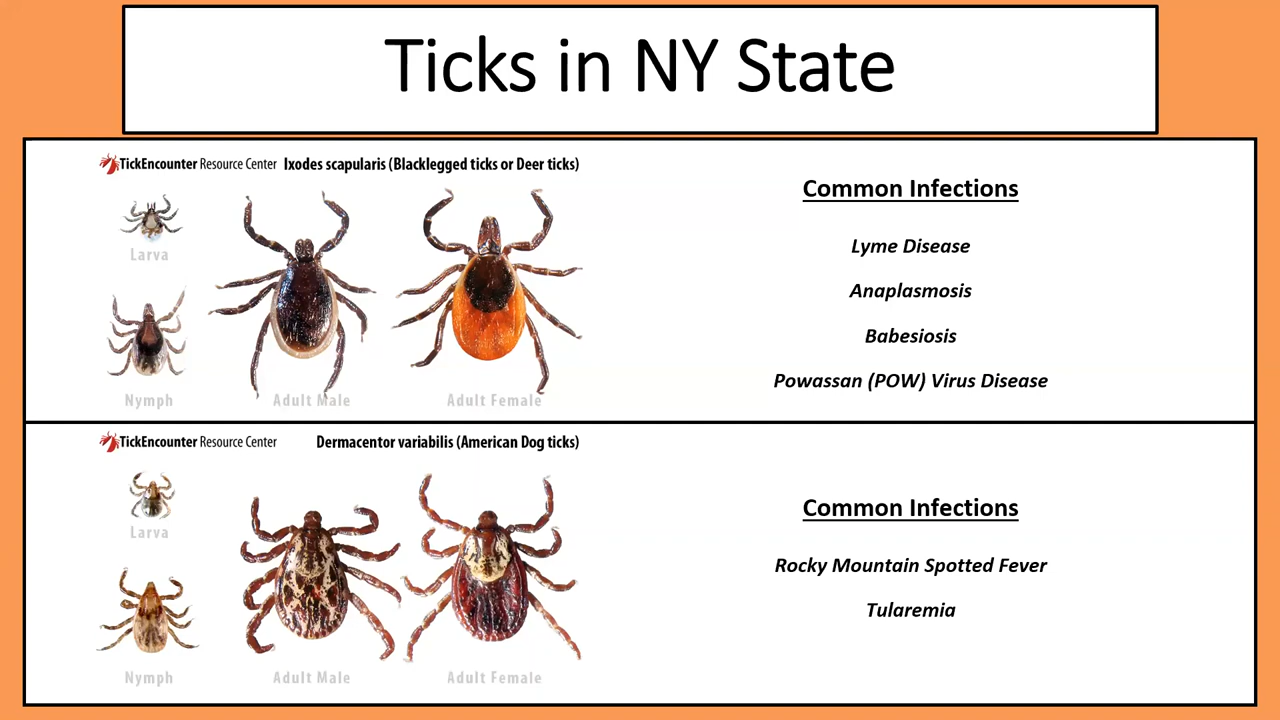 Ticks in NY State
TickEncounter Resource Center Ixodes scapularis (Blacklegged ticks or Deer ticks)
Larva
Nymph
Adult Male
Adult Female
Common Infections
Lyme Disease
Anaplasmosis
Babesiosis
Powassan (POW) Virus Disease
TickEncounter Resource Center Dermacentor variabilis (American Dog ticks)
Larva
Nymph
Adult Male
Adult Female
Common Infections
Rocky Mountain Spotted Fever
Tularemia